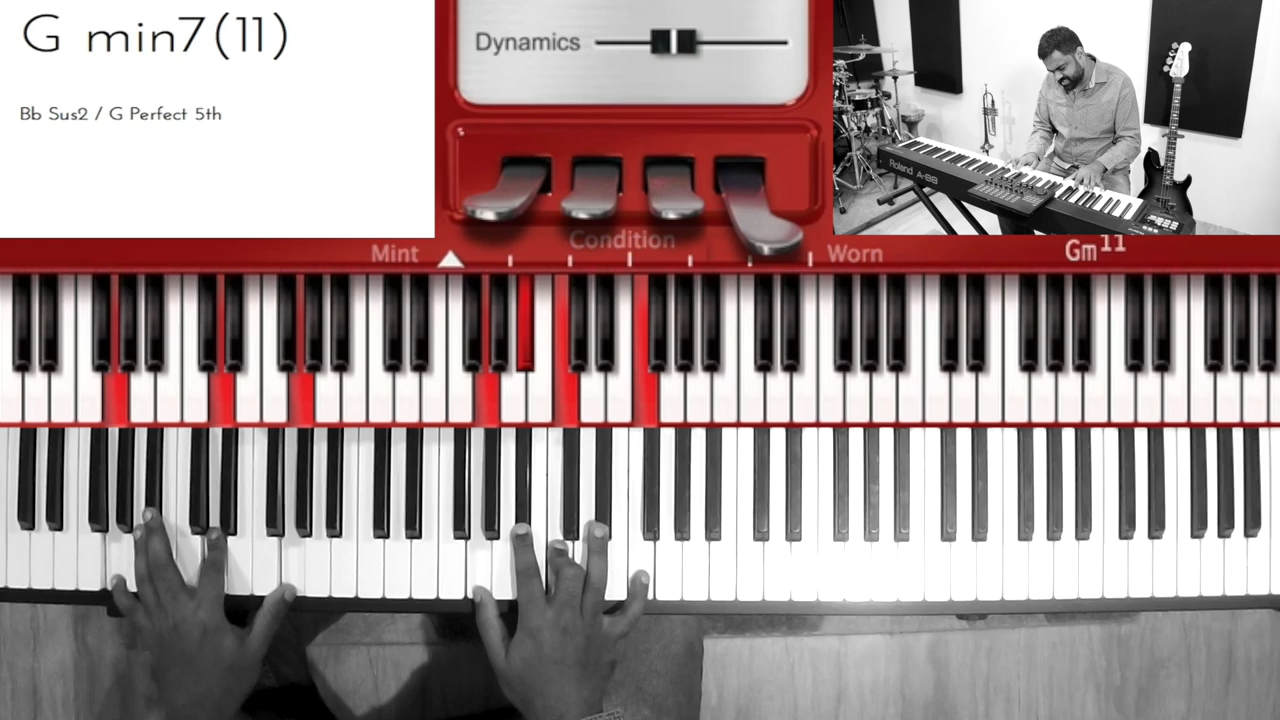 G min7(11)
Bb Sus2 / G Perfect 5th
Dynamics
Roland A-88
Mint
Condition
Worn
Gm11